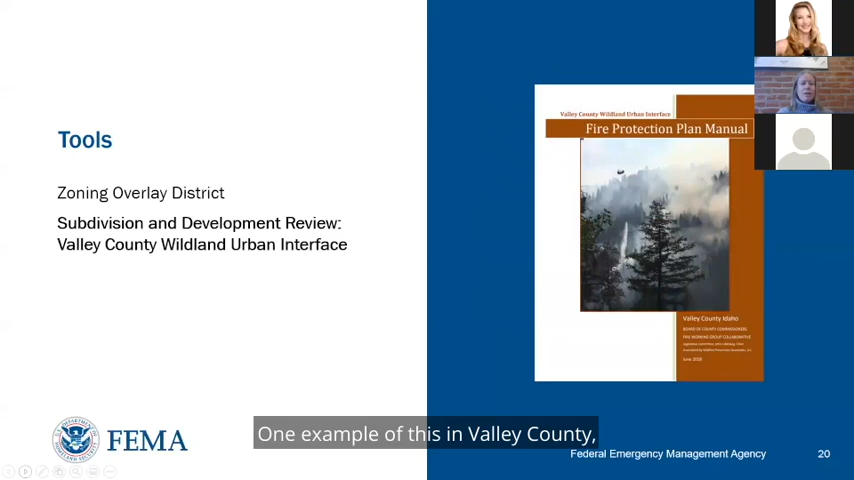 Tools
Zoning Overlay District
Subdivision and Development Review:
Valley County Wildland Urban Interface
Valley County Wildland Urban Interface
Fire Protection Plan Manual
Valley County Idaho
BOARD OF COUNTY COMMISSIONERS
FIRE WORKING GROUP COLLABORATIVE
June, 2018
FEMA
One example of this in Valley County,
Federal Emergency Management Agency
20